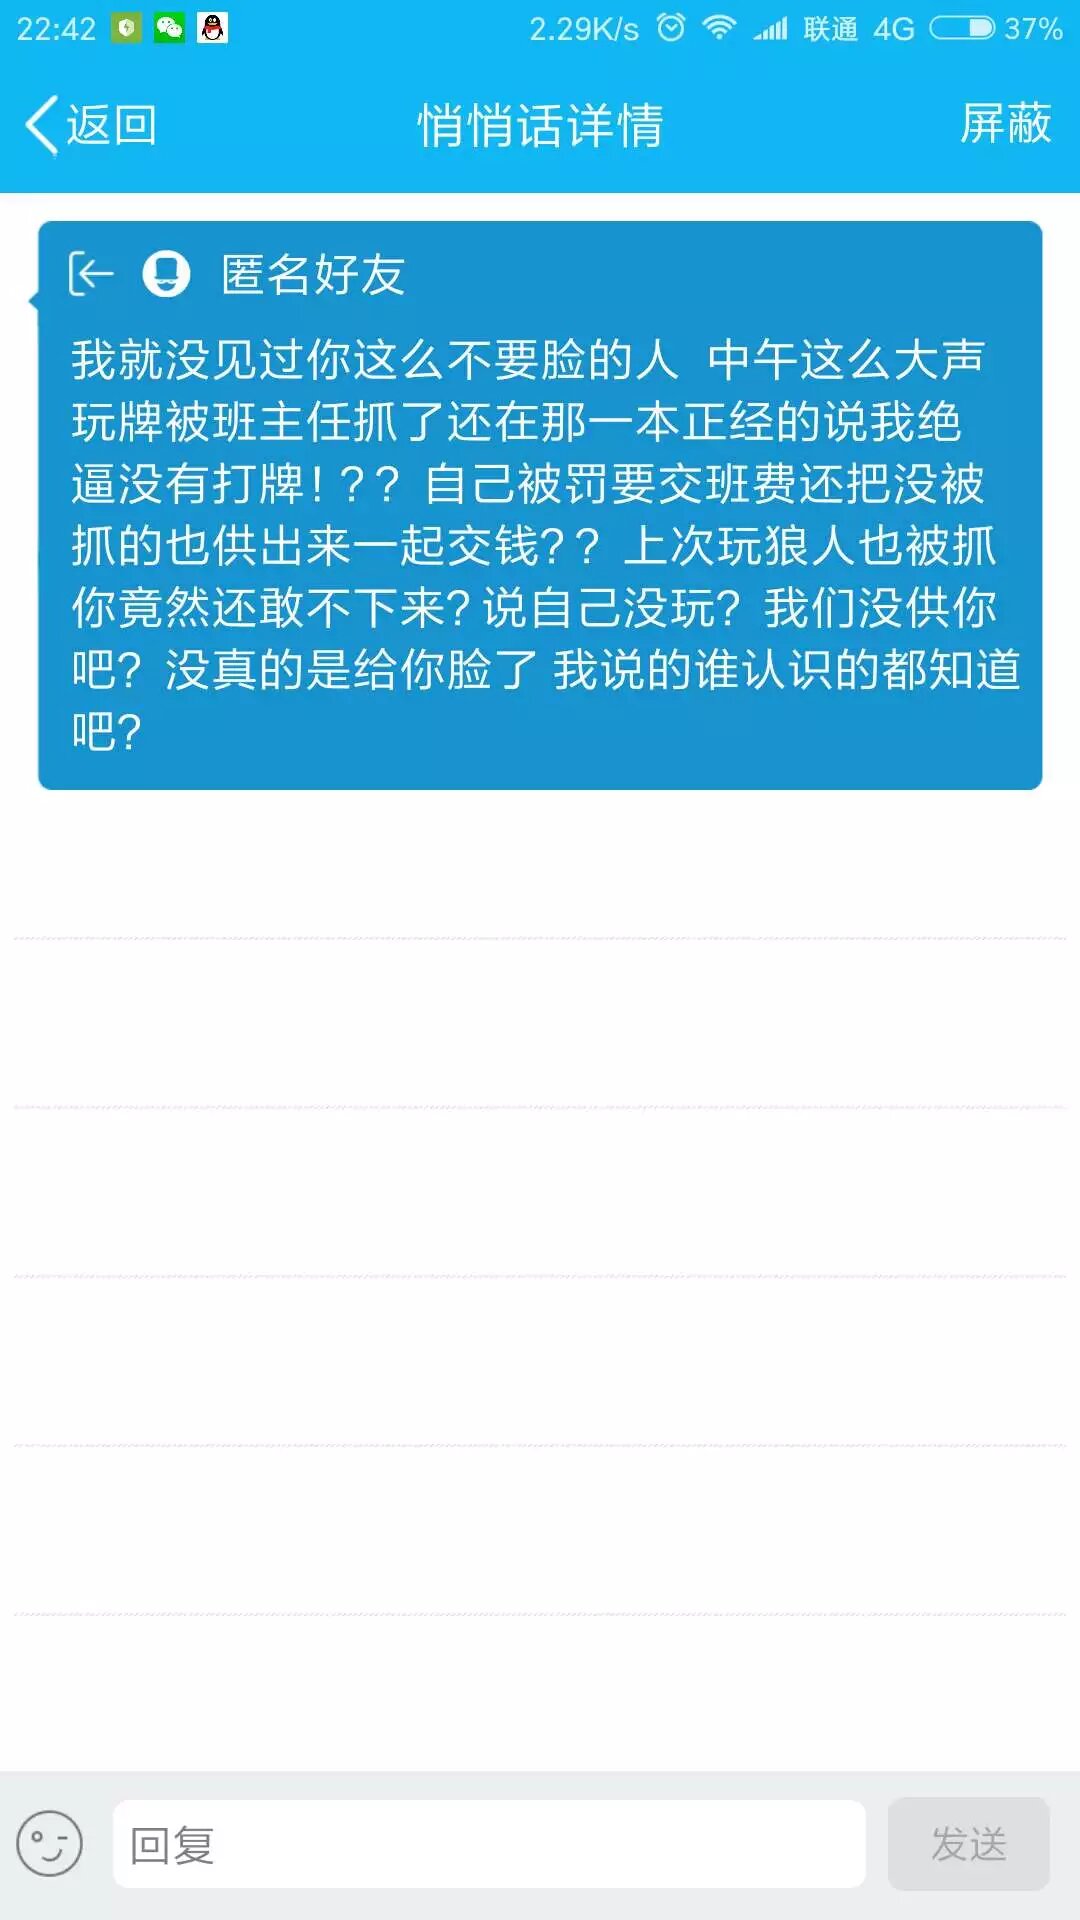 22:42 2.29K/s 联通 4G 37%
返回 悄悄话详情 屏蔽
匿名好友
我就没见过你这么不要脸的人 中午这么大声
玩牌被班主任抓了还在那一本正经的说我绝
逼没有打牌！？？ 自己被罚要交班费还把没被
抓的也供出来一起交钱？？ 上次玩狼人也被抓
你竟然还敢不下来？说自己没玩？ 我们没供你
吧？ 没真的是给你脸了 我说的谁认识的都知道
吧？
回复 发送